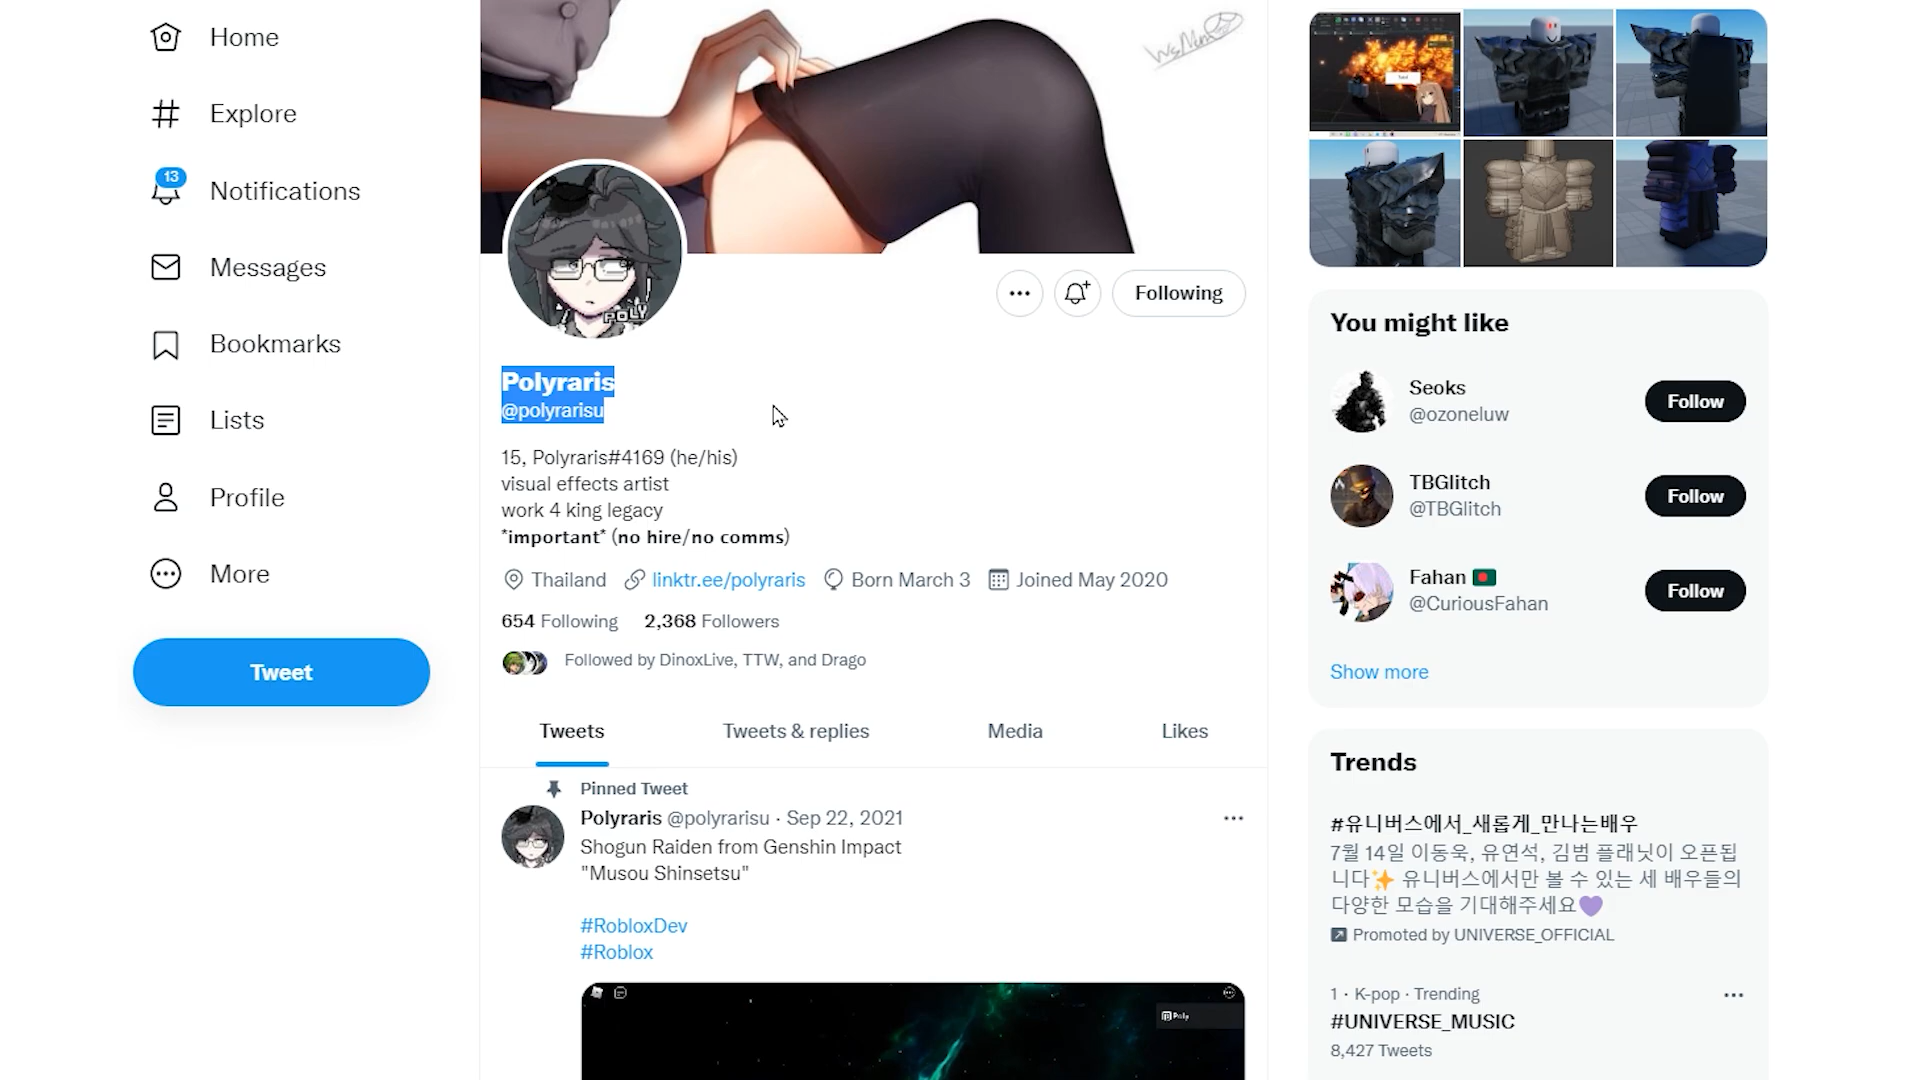 Home
Explore
13
Notifications
Messages
Bookmarks
Lists
Profile
More
Tweet
POLY
Following
Polyraris
@polyrarisu
15, Polyraris#4169 (he/his)
visual effects artist
work 4 king legacy
*important* (no hire/no comms)
Thailand linktr.ee/polyraris Born March 3 Joined May 2020
654 Following 2,368 Followers
Followed by DinoxLive, TTW, and Drago
Tweets Tweets & replies Media Likes
Pinned Tweet
Polyraris @polyrarisu · Sep 22, 2021
Shogun Raiden from Genshin Impact
"Musou Shinsetsu"
#RobloxDev
#Roblox
Poly
You might like
Seoks
@ozoneluw
Follow
TBGlitch
@TBGlitch
Follow
Fahan
@CuriousFahan
Follow
Show more
Trends
#유니버스에서_새롭게_만나는배우
7월 14일 이동욱, 유연석, 김범 플래닛이 오픈됩
니다✨ 유니버스에서만 볼 수 있는 세 배우들의
다양한 모습을 기대해주세요💜
Promoted by UNIVERSE_OFFICIAL
1 · K-pop · Trending
#UNIVERSE_MUSIC
8,427 Tweets